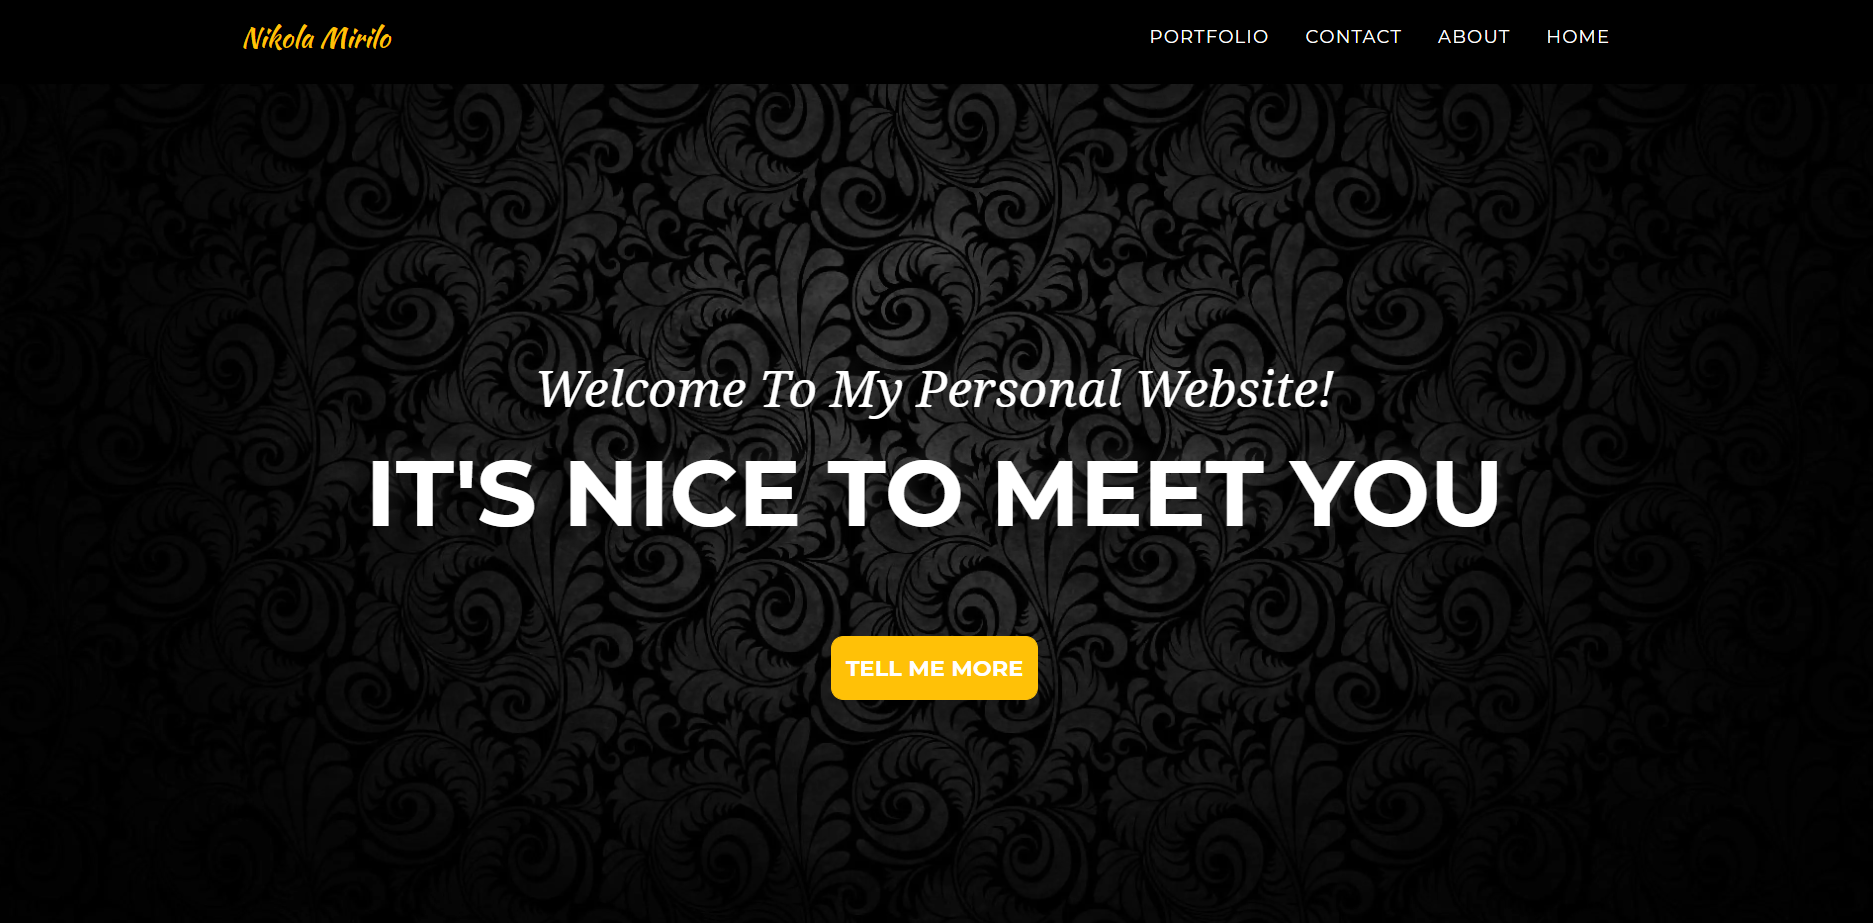 Nikola Mirilo
PORTFOLIO CONTACT ABOUT HOME
Welcome To My Personal Website!
IT'S NICE TO MEET YOU
TELL ME MORE